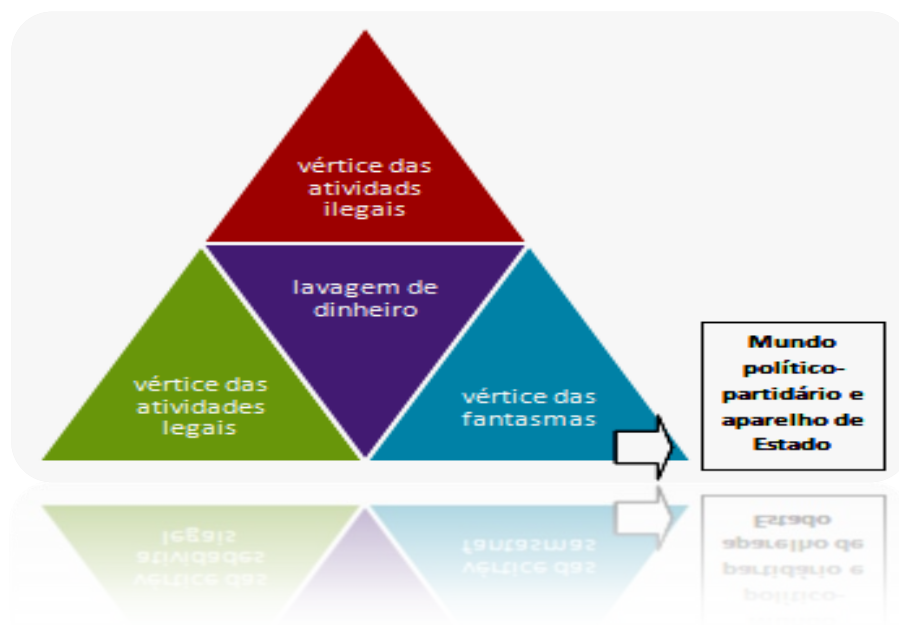 vértice das
atividads
ilegais
lavagem de
dinheiro
vértice das
atividades
legais
vértice das
fantasmas
Mundo
político-
partidário e
aparelho de
Estado